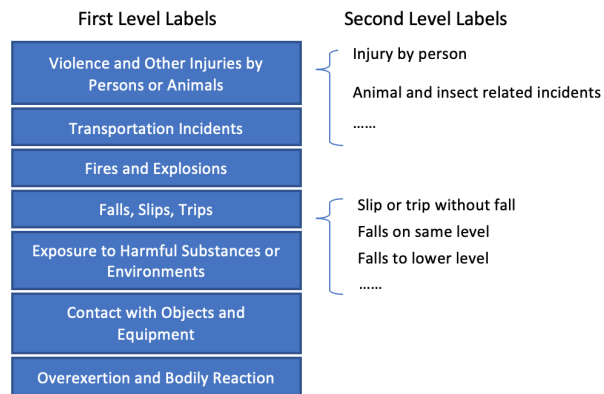 First Level Labels
Second Level Labels
Violence and Other Injuries by
Persons or Animals
Injury by person
Animal and insect related incidents
......
Transportation Incidents
Fires and Explosions
Falls, Slips, Trips
Slip or trip without fall
Falls on same level
Falls to lower level
......
Exposure to Harmful Substances or
Environments
Contact with Objects and
Equipment
Overexertion and Bodily Reaction